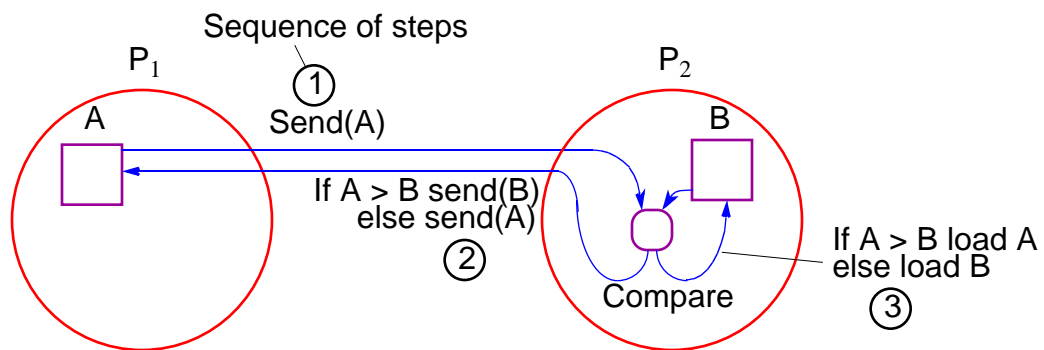 Sequence of steps
P1
1
P2
A
Send(A)
B
If A > B send(B)
else send(A)
2
If A > B load A
else load B
Compare
3